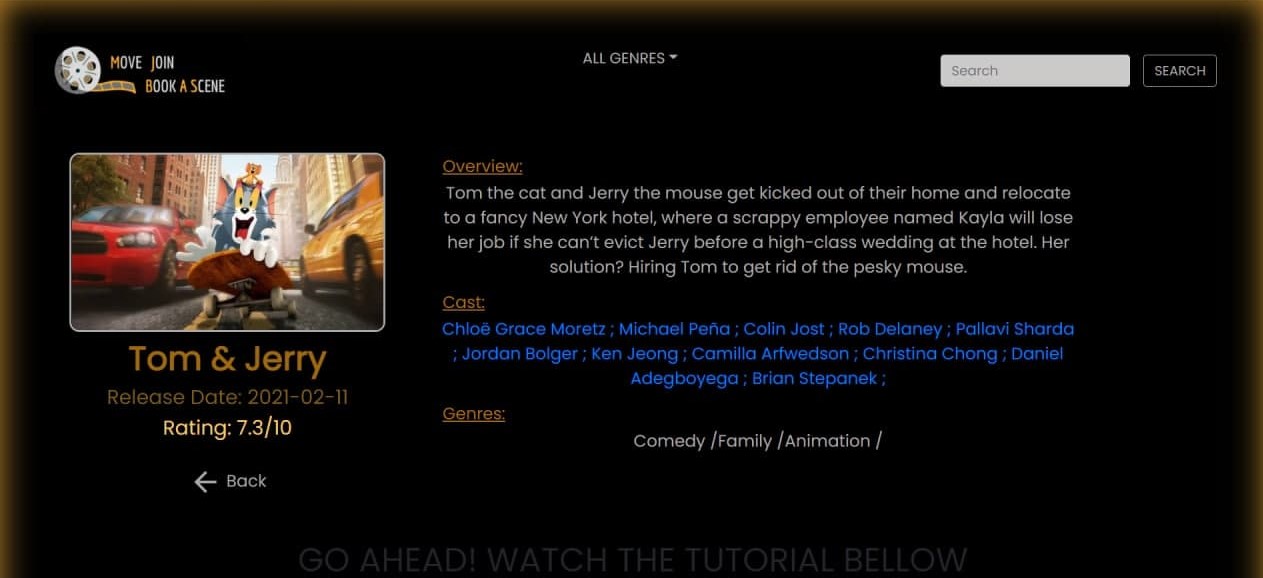 MOVE JOIN
BOOK A SCENE
ALL GENRES
Search
SEARCH
Tom & Jerry
Release Date: 2021-02-11
Rating: 7.3/10
Back
Overview:
Tom the cat and Jerry the mouse get kicked out of their home and relocate
to a fancy New York hotel, where a scrappy employee named Kayla will lose
her job if she can’t evict Jerry before a high-class wedding at the hotel. Her
solution? Hiring Tom to get rid of the pesky mouse.
Cast:
Chloë Grace Moretz ; Michael Peña ; Colin Jost ; Rob Delaney ; Pallavi Sharda
; Jordan Bolger ; Ken Jeong ; Camilla Arfwedson ; Christina Chong ; Daniel
Adegboyega ; Brian Stepanek ;
Genres:
Comedy /Family /Animation /
GO AHEAD! WATCH THE TUTORIAL BELLOW